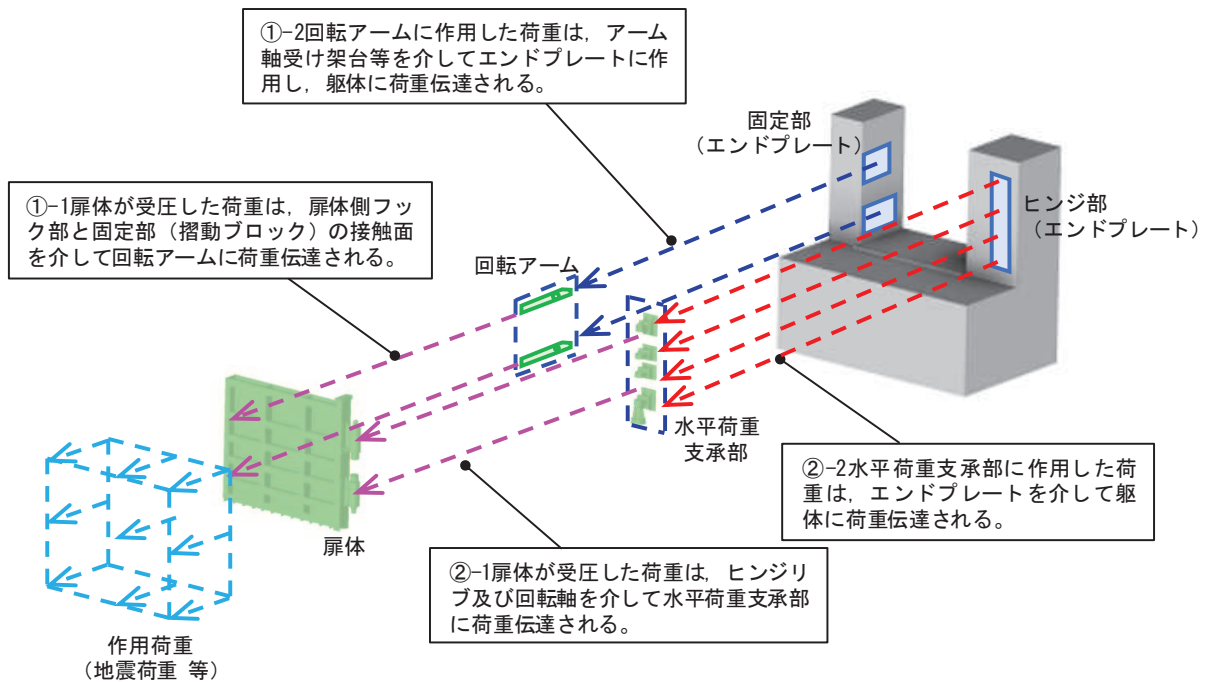 ①-2回転アームに作用した荷重は，アーム
軸受け架台等を介してエンドプレートに作
用し，躯体に荷重伝達される。
固定部
（エンドプレート）
①-1扉体が受圧した荷重は，扉体側フッ
ク部と固定部（摺動ブロック）の接触面
を介して回転アームに荷重伝達される。
ヒンジ部
（エンドプレート）
回転アーム
水平荷重
支承部
②-2水平荷重支承部に作用した荷
重は，エンドプレートを介して躯
体に荷重伝達される。
扉体
②-1扉体が受圧した荷重は，ヒンジリ
ブ及び回転軸を介して水平荷重支承部
に荷重伝達される。
作用荷重
（地震荷重 等）